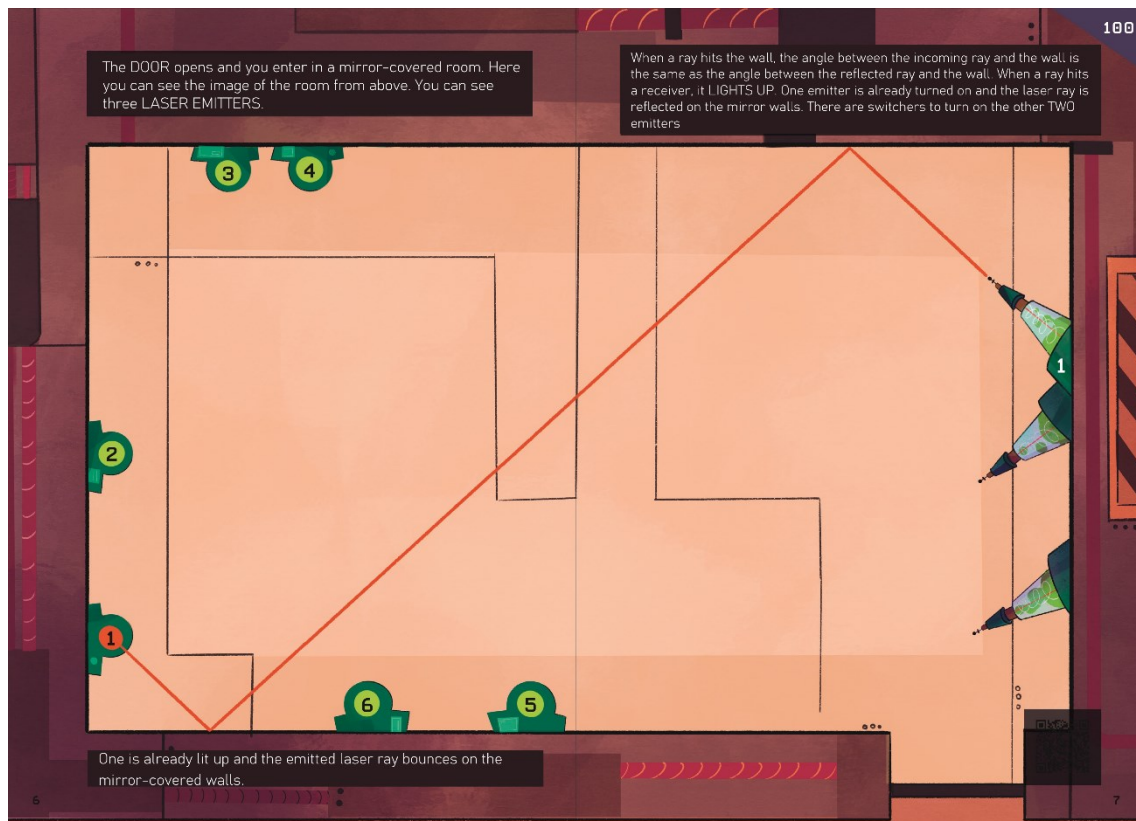 100
The DOOR opens and you enter in a mirror-covered room. Here
you can see the image of the room from above. You can see
three LASER EMITTERS.
When a ray hits the wall, the angle between the incoming ray and the wall is
the same as the angle between the reflected ray and the wall. When a ray hits
a receiver, it LIGHTS UP. One emitter is already turned on and the laser ray is
reflected on the mirror walls. There are switchers to turn on the other TWO
emitters
3
4
1
2
1
6
5
One is already lit up and the emitted laser ray bounces on the
mirror-covered walls.
6
7